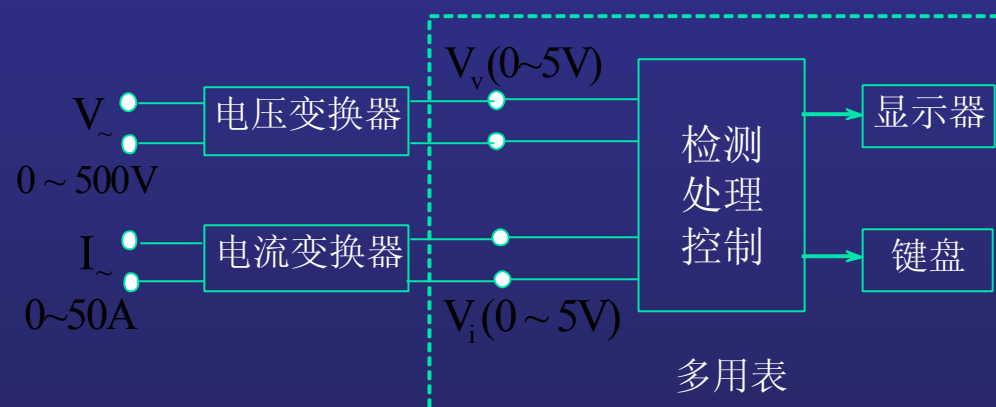 V~
0 ~ 500V
电压变换器
Vv(0~5V)
I~
0~50A
电流变换器
Vi(0 ~ 5V)
检测
处理
控制
显示器
键盘
多用表